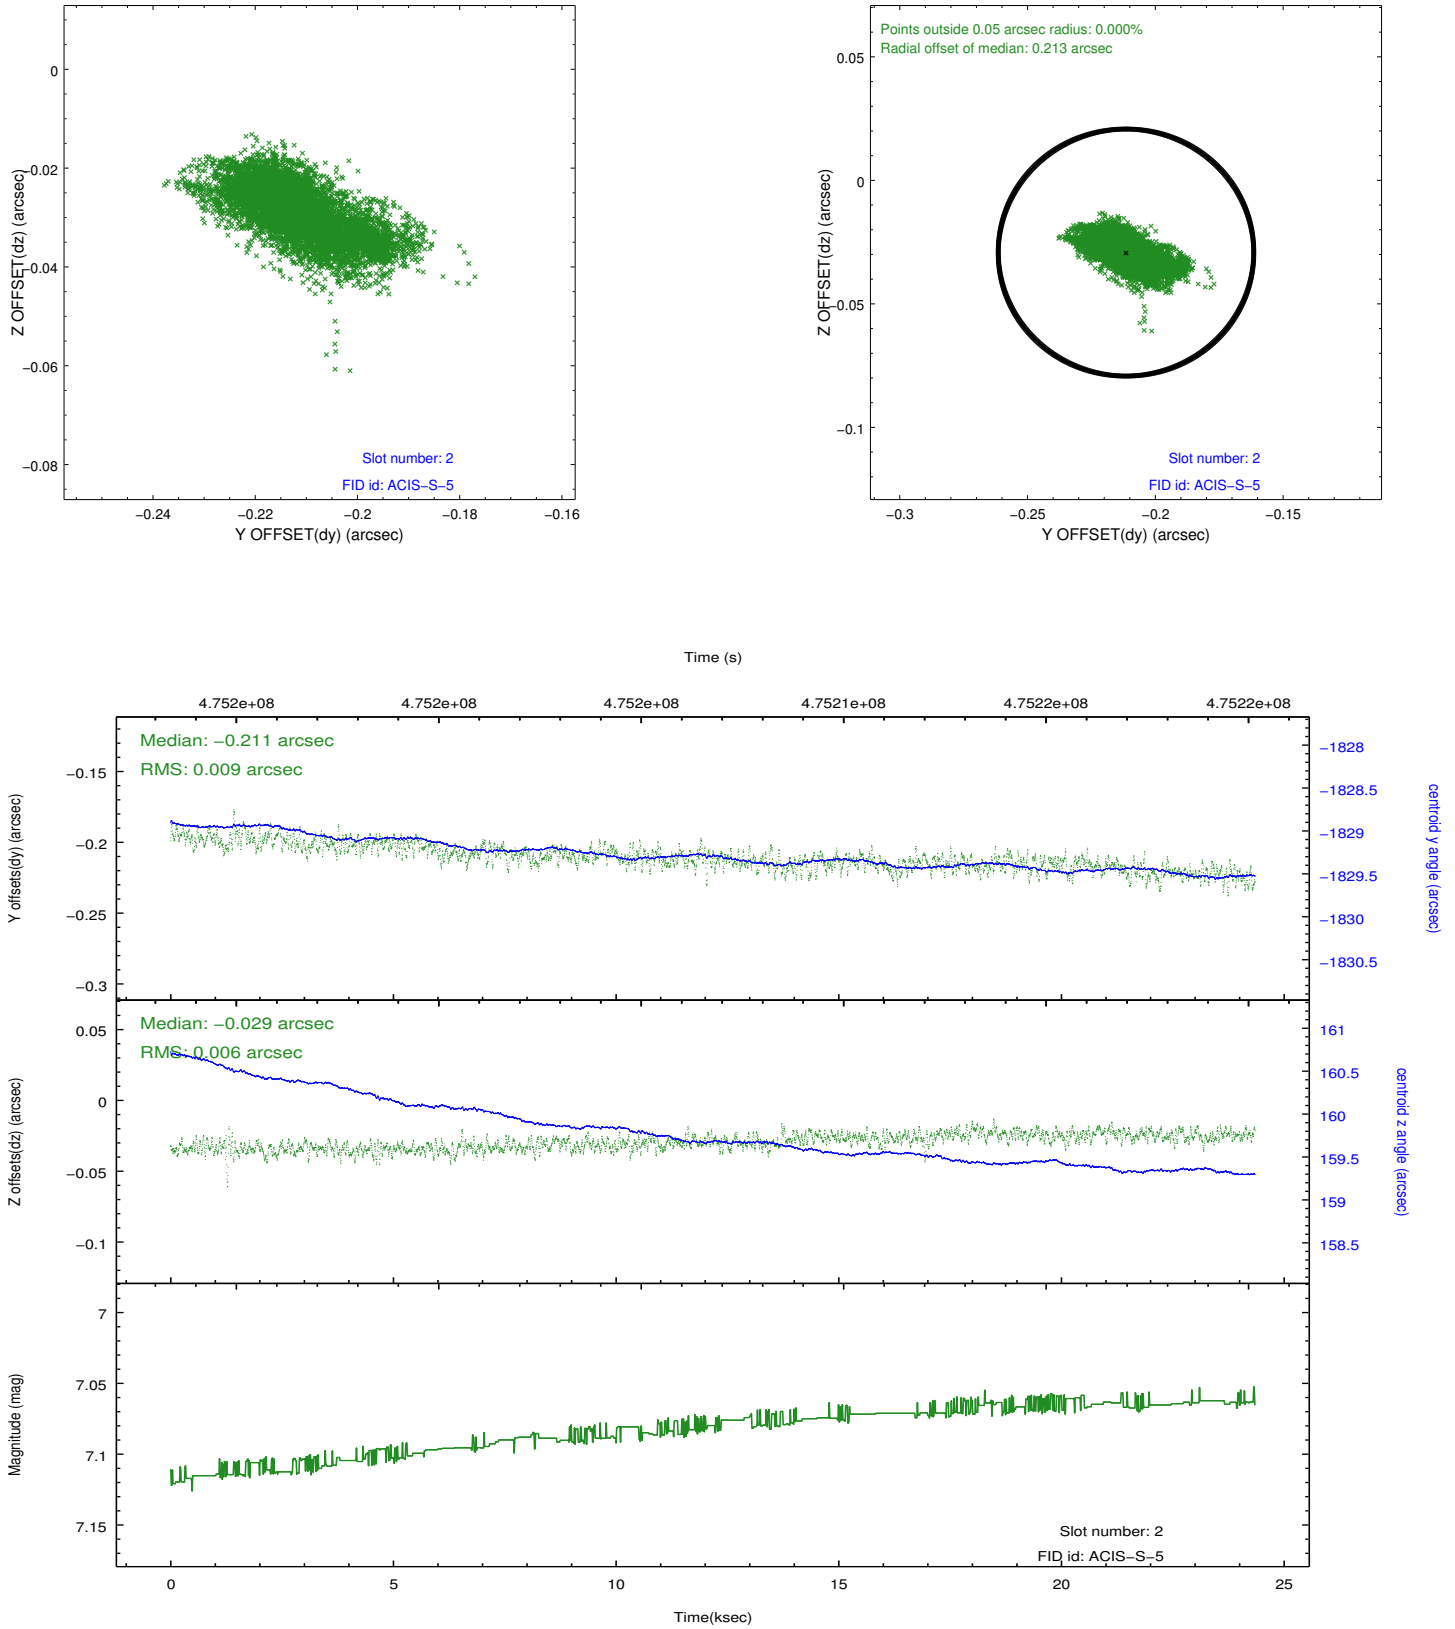 0
−0.02
−0.04
−0.06
−0.08
Z OFFSET(dz) (arcsec)
Slot number: 2
FID id: ACIS−S−5
−0.24
−0.22
−0.2
−0.18
−0.16
Y OFFSET(dy) (arcsec)
Points outside 0.05 arcsec radius: 0.000%
Radial offset of median: 0.213 arcsec
0.05
0
−0.05
−0.1
Z OFFSET(dz) (arcsec)
Slot number: 2
FID id: ACIS−S−5
−0.3
−0.25
−0.2
−0.15
Y OFFSET(dy) (arcsec)
Time (s)
4.752e+08
4.752e+08
4.752e+08
4.7521e+08
4.7522e+08
4.7522e+08
Median: −0.211 arcsec
RMS: 0.009 arcsec
−0.15
−0.2
−0.25
−0.3
Y offsets(dy) (arcsec)
−1828
−1828.5
−1829
−1829.5
−1830
−1830.5
centroid y angle (arcsec)
Median: −0.029 arcsec
RMS: 0.006 arcsec
0.05
0
−0.05
−0.1
Z offsets(dz) (arcsec)
161
160.5
160
159.5
159
158.5
centroid z angle (arcsec)
7
7.05
7.1
7.15
Magnitude (mag)
Slot number: 2
FID id: ACIS−S−5
0
5
10
15
20
25
Time(ksec)